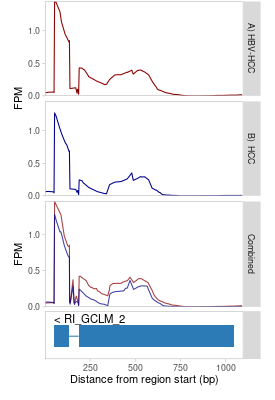 1.0
0.5
0.0
A) HBV-HCC
FPM
1.0
0.5
0.0
B) HCC
1.0
0.5
0.0
Combined
FPM
< RI_GCLM_2
250 500 750 1000
Distance from region start (bp)